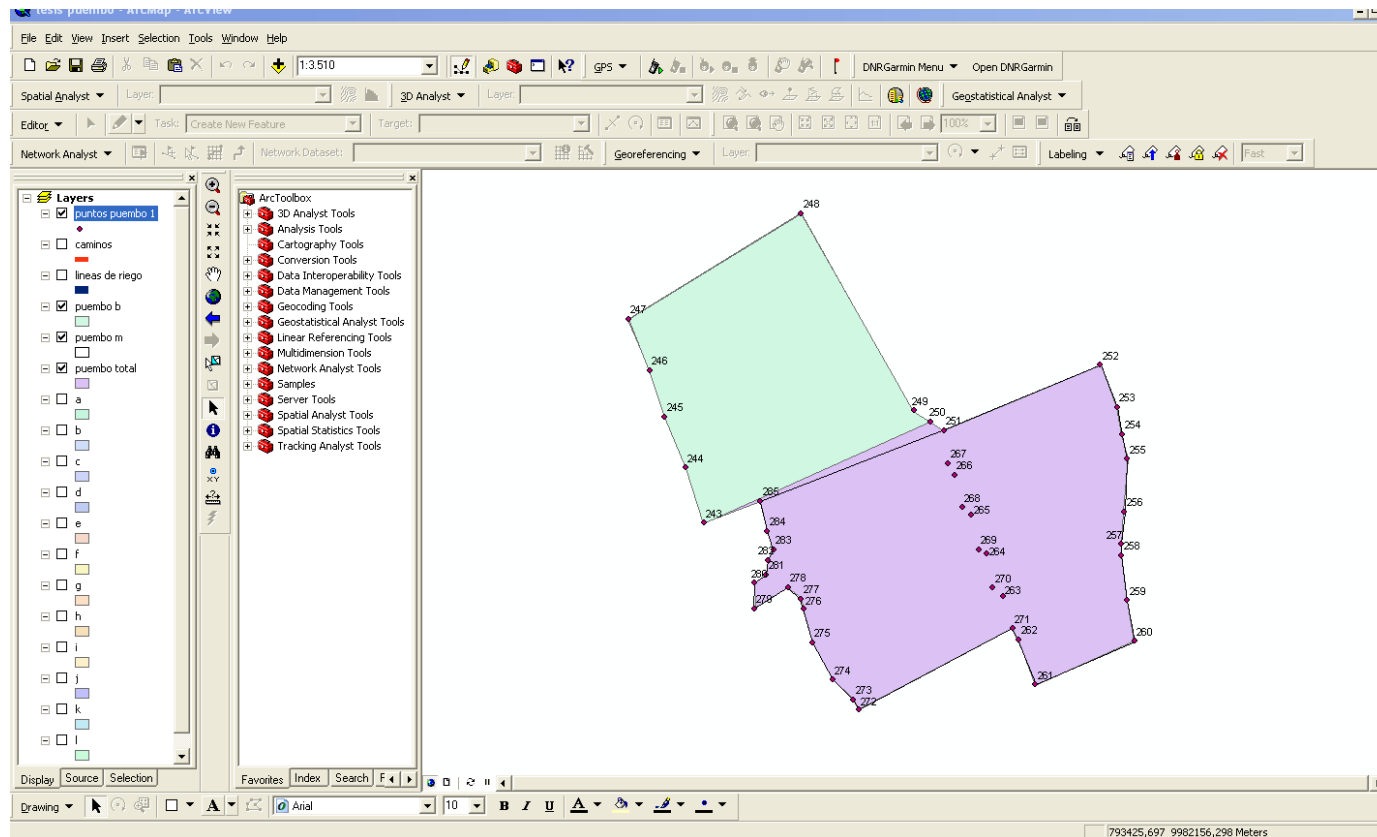 tesis puembo - ArcMap - ArcView
File Edit View Insert Selection Tools Window Help
1:3.510 GPS DNRGarmin Menu Open DNRGarmin
Spatial Analyst Layer: 3D Analyst Layer: Geostatistical Analyst
Editor Task: Create New Feature Target: 100%
Network Analyst Network Dataset: Georeferencing Layer: Labeling Fast
Layers
puntos puembo 1
caminos
lineas de riego
puembo b
puembo m
puembo total
a
b
c
d
e
f
g
h
i
j
k
l
Display Source Selection
ArcToolbox
3D Analyst Tools
Analysis Tools
Cartography Tools
Conversion Tools
Data Interoperability Tools
Data Management Tools
Geocoding Tools
Geostatistical Analyst Tools
Linear Referencing Tools
Multidimension Tools
Network Analyst Tools
Samples
Server Tools
Spatial Analyst Tools
Spatial Statistics Tools
Tracking Analyst Tools
Favorites Index Search F
248
247
246
245
244
243
249
250
251
252
253
254
255
256
257
258
259
260
261
262
271
263
270
264
269
265
268
266
267
285
284
283
282
281
280
279
278
277
276
275
274
273
272
Drawing A Arial 10 B I U A
793425,697 9982156,298 Meters